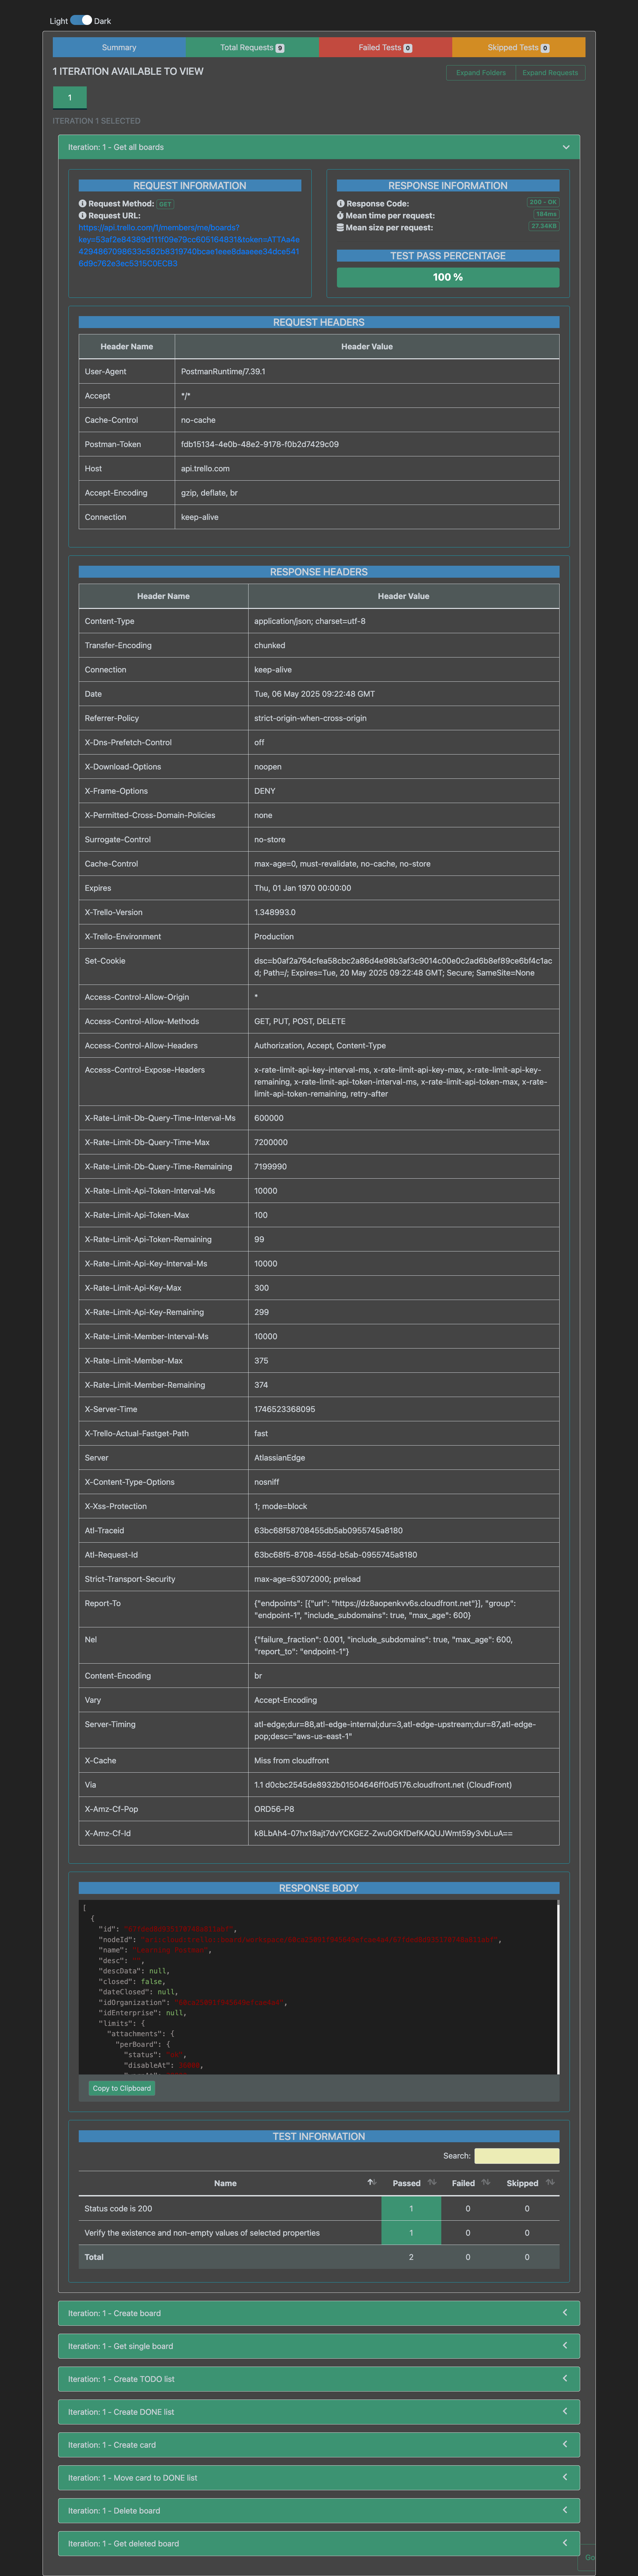 Light Dark
Summary
Total Requests 9
Failed Tests 0
Skipped Tests 0
1 ITERATION AVAILABLE TO VIEW
Expand Folders
Expand Requests
1
ITERATION 1 SELECTED
Iteration: 1 - Get all boards
REQUEST INFORMATION
Request Method: GET
Request URL:
https://api.trello.com/1/members/me/boards?
RESPONSE INFORMATION
Response Code: 200 - OK
Mean time per request: 184ms
Mean size per request: 27.34KB
TEST PASS PERCENTAGE
100 %
REQUEST HEADERS
Header Name Header Value
User-Agent PostmanRuntime/7.39.1
Accept */*
Cache-Control no-cache
Postman-Token fdb15134-4e0b-48e2-9178-f0b2d7429c09
Host api.trello.com
Accept-Encoding gzip, deflate, br
Connection keep-alive
RESPONSE HEADERS
Header Name Header Value
Content-Type application/json; charset=utf-8
Transfer-Encoding chunked
Connection keep-alive
Date Tue, 06 May 2025 09:22:48 GMT
Referrer-Policy strict-origin-when-cross-origin
X-Dns-Prefetch-Control off
X-Download-Options noopen
X-Frame-Options DENY
X-Permitted-Cross-Domain-Policies none
Surrogate-Control no-store
Cache-Control max-age=0, must-revalidate, no-cache, no-store
Expires Thu, 01 Jan 1970 00:00:00
X-Trello-Version 1.348993.0
X-Trello-Environment Production
Set-Cookie dsc=b0af2a764cfea58cbc2a86d4e98b3af3c9014c00e0c2ad6b8ef89ce6bf4c1ac
d; Path=/; Expires=Tue, 20 May 2025 09:22:48 GMT; Secure; SameSite=None
Access-Control-Allow-Origin *
Access-Control-Allow-Methods GET, PUT, POST, DELETE
Access-Control-Allow-Headers Authorization, Accept, Content-Type
Access-Control-Expose-Headers x-rate-limit-api-key-interval-ms, x-rate-limit-api-key-max, x-rate-limit-api-key-
remaining, x-rate-limit-api-token-interval-ms, x-rate-limit-api-token-max, x-rate-
limit-api-token-remaining, retry-after
X-Rate-Limit-Db-Query-Time-Interval-Ms 600000
X-Rate-Limit-Db-Query-Time-Max 7200000
X-Rate-Limit-Db-Query-Time-Remaining 7199990
X-Rate-Limit-Api-Token-Interval-Ms 10000
X-Rate-Limit-Api-Token-Max 100
X-Rate-Limit-Api-Token-Remaining 99
X-Rate-Limit-Api-Key-Interval-Ms 10000
X-Rate-Limit-Api-Key-Max 300
X-Rate-Limit-Api-Key-Remaining 299
X-Rate-Limit-Member-Interval-Ms 10000
X-Rate-Limit-Member-Max 375
X-Rate-Limit-Member-Remaining 374
X-Server-Time 1746523368095
X-Trello-Actual-Fastget-Path fast
Server AtlassianEdge
X-Content-Type-Options nosniff
X-Xss-Protection 1; mode=block
Atl-Traceid 63bc68f58708455db5ab0955745a8180
Atl-Request-Id 63bc68f5-8708-455d-b5ab-0955745a8180
Strict-Transport-Security max-age=63072000; preload
Report-To {"endpoints": [{"url": "https://dz8aopenkvv6s.cloudfront.net"}], "group":
"endpoint-1", "include_subdomains": true, "max_age": 600}
Nel {"failure_fraction": 0.001, "include_subdomains": true, "max_age": 600,
"report_to": "endpoint-1"}
Content-Encoding br
Vary Accept-Encoding
Server-Timing atl-edge;dur=88,atl-edge-internal;dur=3,atl-edge-upstream;dur=87,atl-edge-
pop;desc="aws-us-east-1"
X-Cache Miss from cloudfront
Via 1.1 d0cbc2545de8932b01504646ff0d5176.cloudfront.net (CloudFront)
X-Amz-Cf-Pop ORD56-P8
X-Amz-Cf-Id k8LbAh4-07hx18ajt7dvYCKGEZ-Zwu0GKfDefKAQUJWmt59y3vbLuA==
RESPONSE BODY
[
{
"id":
"nodeId":
"name":
"desc": "",
"descData": null,
"closed": false,
"dateClosed": null,
"idOrganization":
"idEnterprise": null,
"limits": {
"attachments": {
"perBoard": {
"status": "ok",
"disableAt":
Copy to Clipboard
TEST INFORMATION
Search:
Name Passed Failed Skipped
Status code is 200 1 0 0
Verify the existence and non-empty values of selected properties 1 0 0
Total 2 0 0
Iteration: 1 - Create board
Iteration: 1 - Get single board
Iteration: 1 - Create TODO list
Iteration: 1 - Create DONE list
Iteration: 1 - Create card
Iteration: 1 - Move card to DONE list
Iteration: 1 - Delete board
Iteration: 1 - Get deleted board
Go